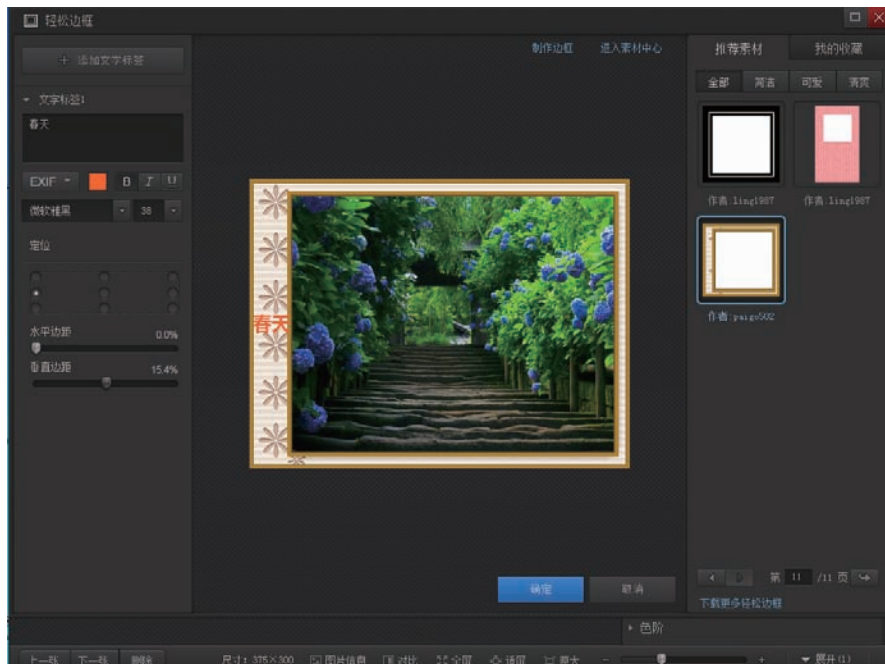 轻松边框
制作边框 进入素材中心
推荐素材 我的收藏
+ 添加文字标签
全部 简洁 可爱 清爽
文字标签1
春天
EXIF B I U
微软雅黑 38
作者:ling1987 作者:ling1987
定位
春天
作者:paigo502
水平边距 0.0%
垂直边距 15.4%
确定 取消
第 11 /11 页
下载更多轻松边框
色阶
上一张 下一张 删除 尺寸: 375×300 图片信息 对比 全屏 适屏 原大 - + 展开(1)